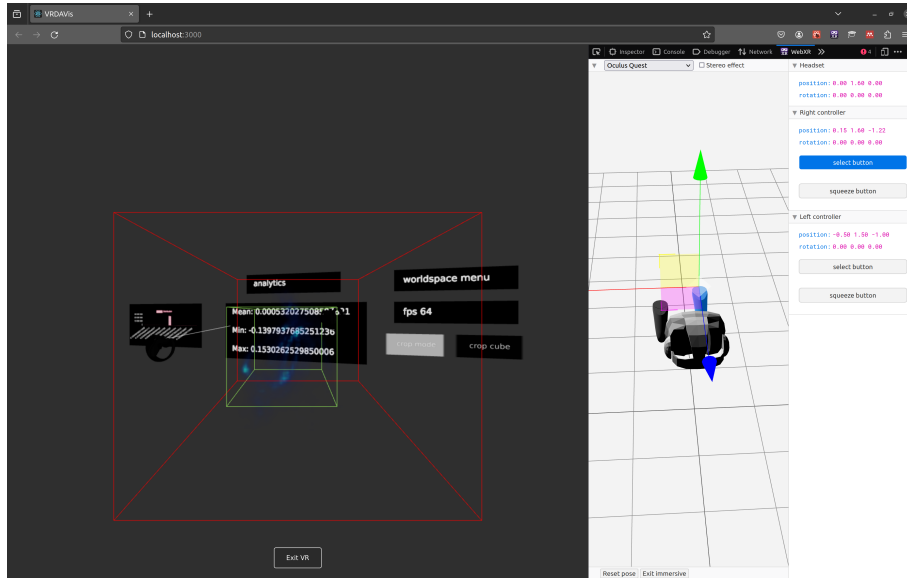 VRDAVis
localhost:3000
Inspector
Console
Debugger
Network
WebXR
4
Oculus Quest
Stereo effect
Headset
position: 0.00 1.60 0.00
rotation: 0.00 0.00 0.00
Right controller
position: 0.15 1.60 -1.22
rotation: 0.00 0.00 0.00
select button
squeeze button
Left controller
position: -0.50 1.50 -1.00
rotation: 0.00 0.00 0.00
select button
squeeze button
analytics
Min: -0.139793768525123
Max: 0.1530262529850006
worldspace menu
fps 64
crop mode
crop cube
Exit VR
Reset pose
Exit immersive